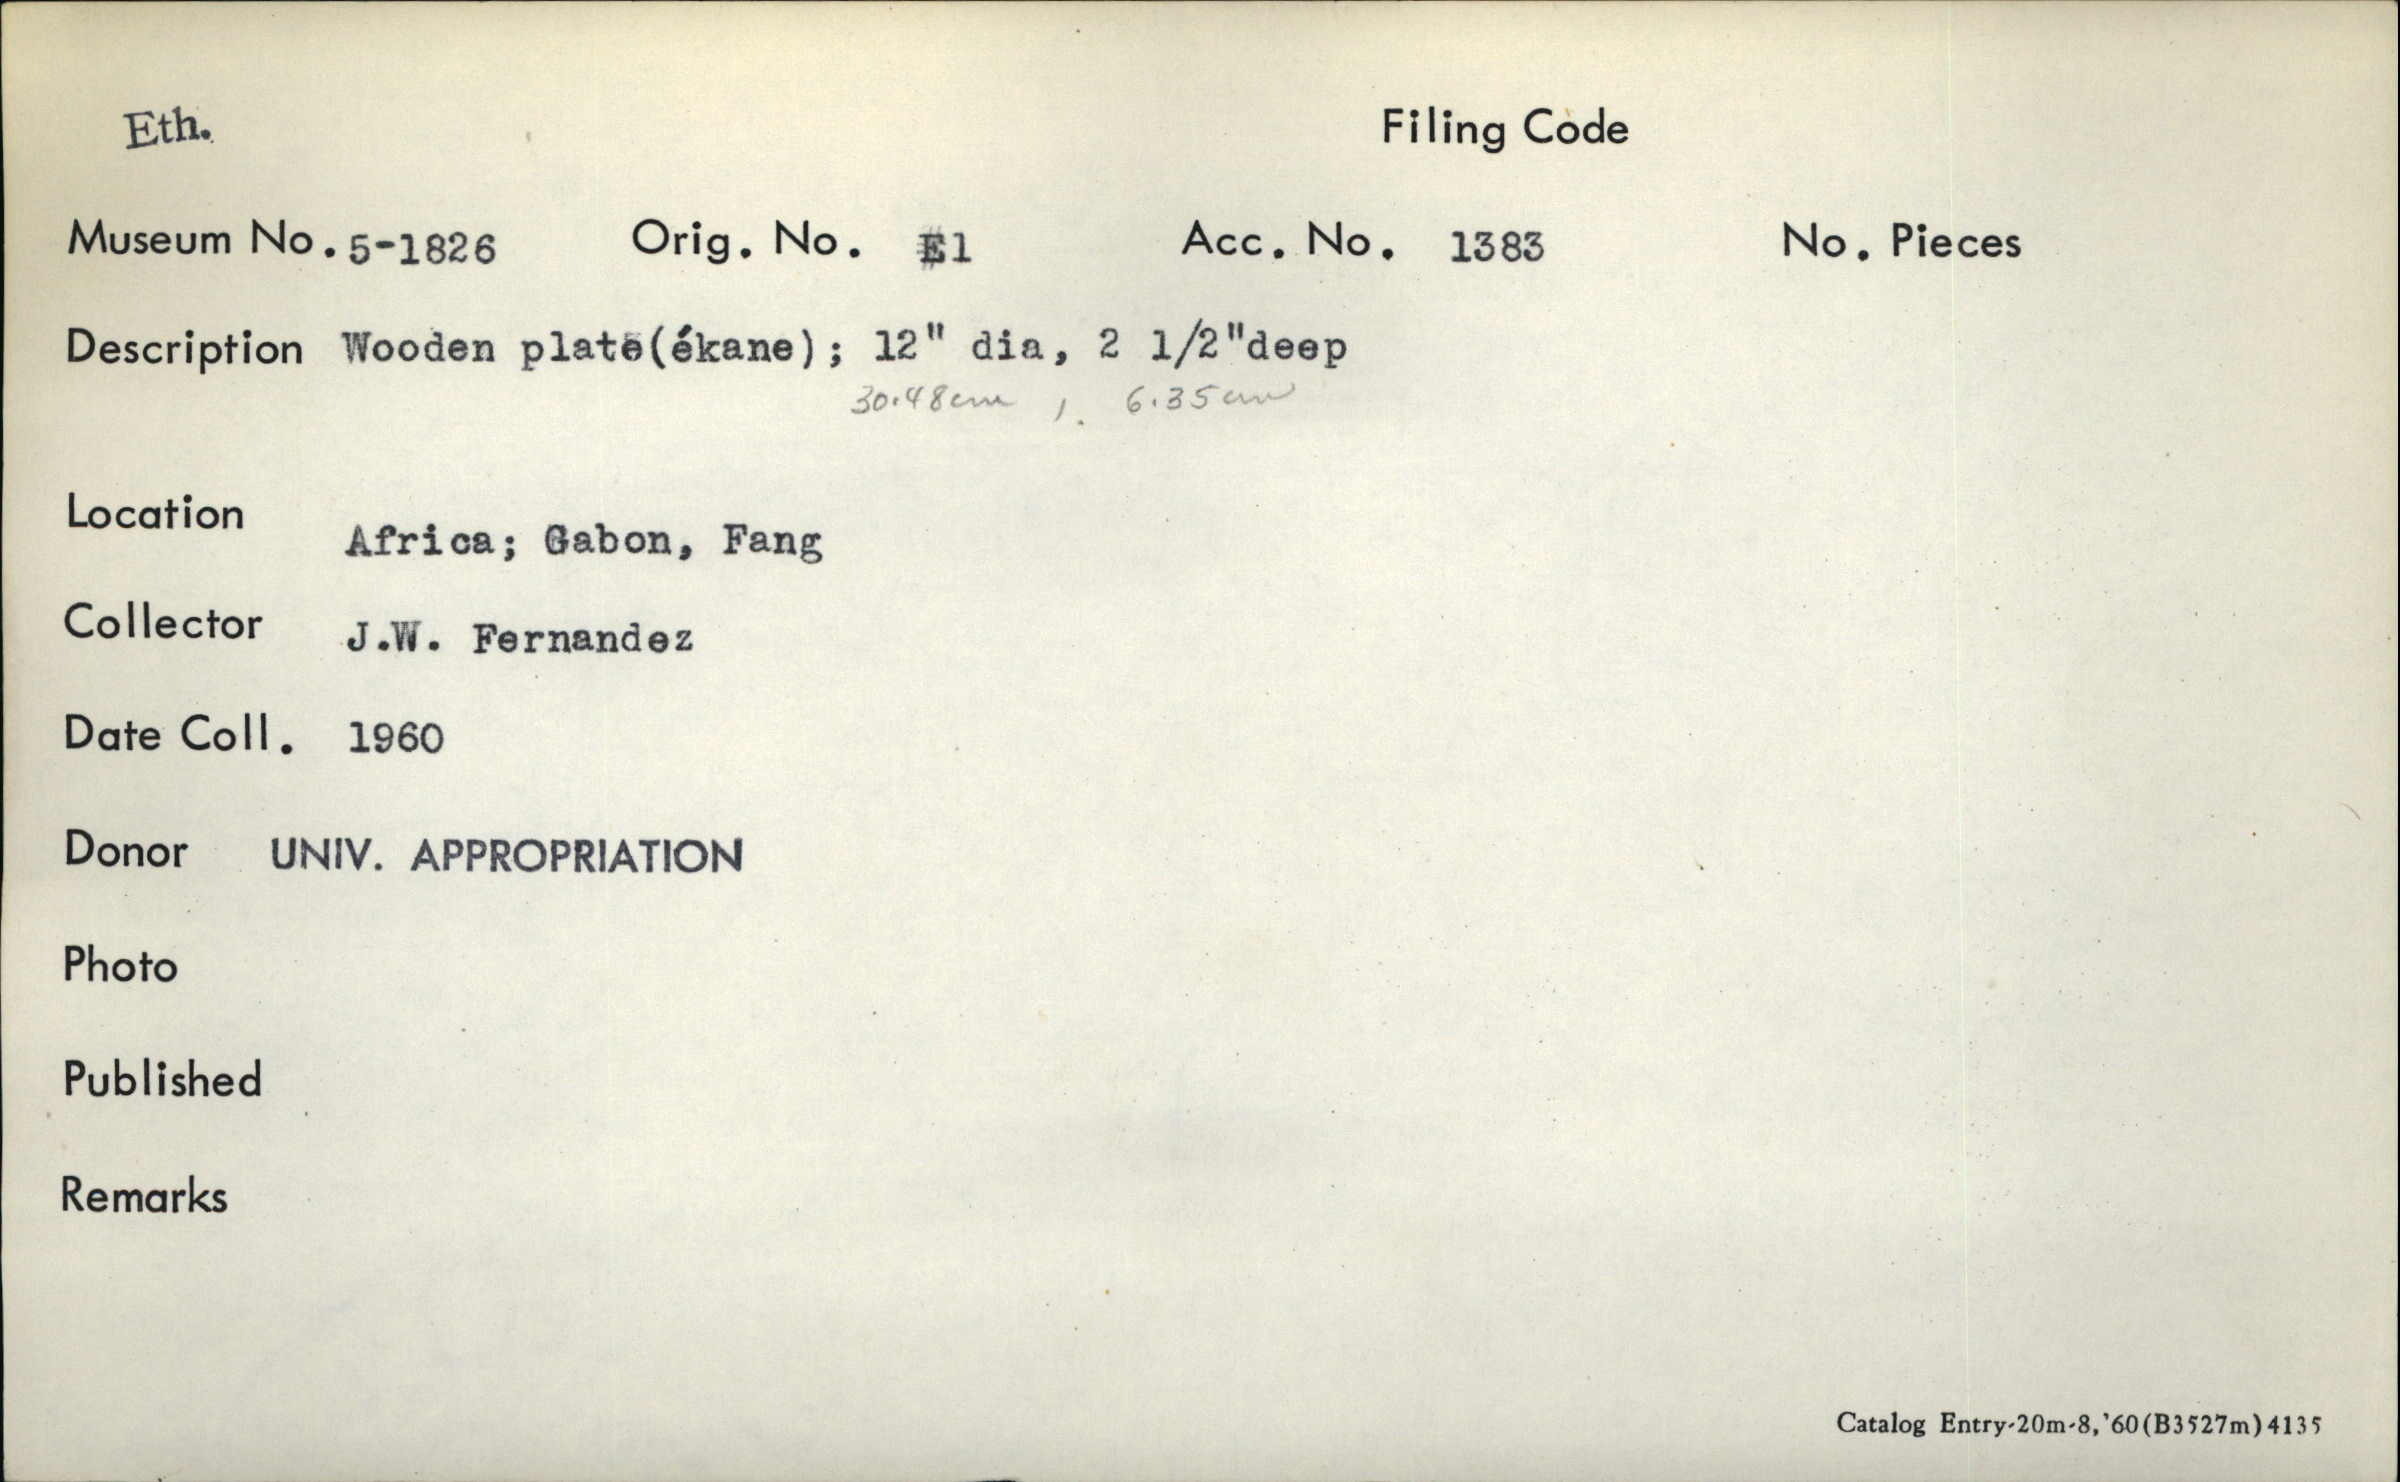 Eth. Filing Code
Museum No. 5-1826 Orig. No. E1 Acc. No. 1383 No. Pieces
Description Wooden plate(ékane); 12" dia, 2 1/2"deep
30.48cm , 6.35cm
Location
Africa; Gabon, Fang
Collector J.W. Fernandez
Date Coll. 1960
Donor UNIV. APPROPRIATION
Photo
Published
Remarks
Catalog Entry-20m-8,'60(B3527m)4135